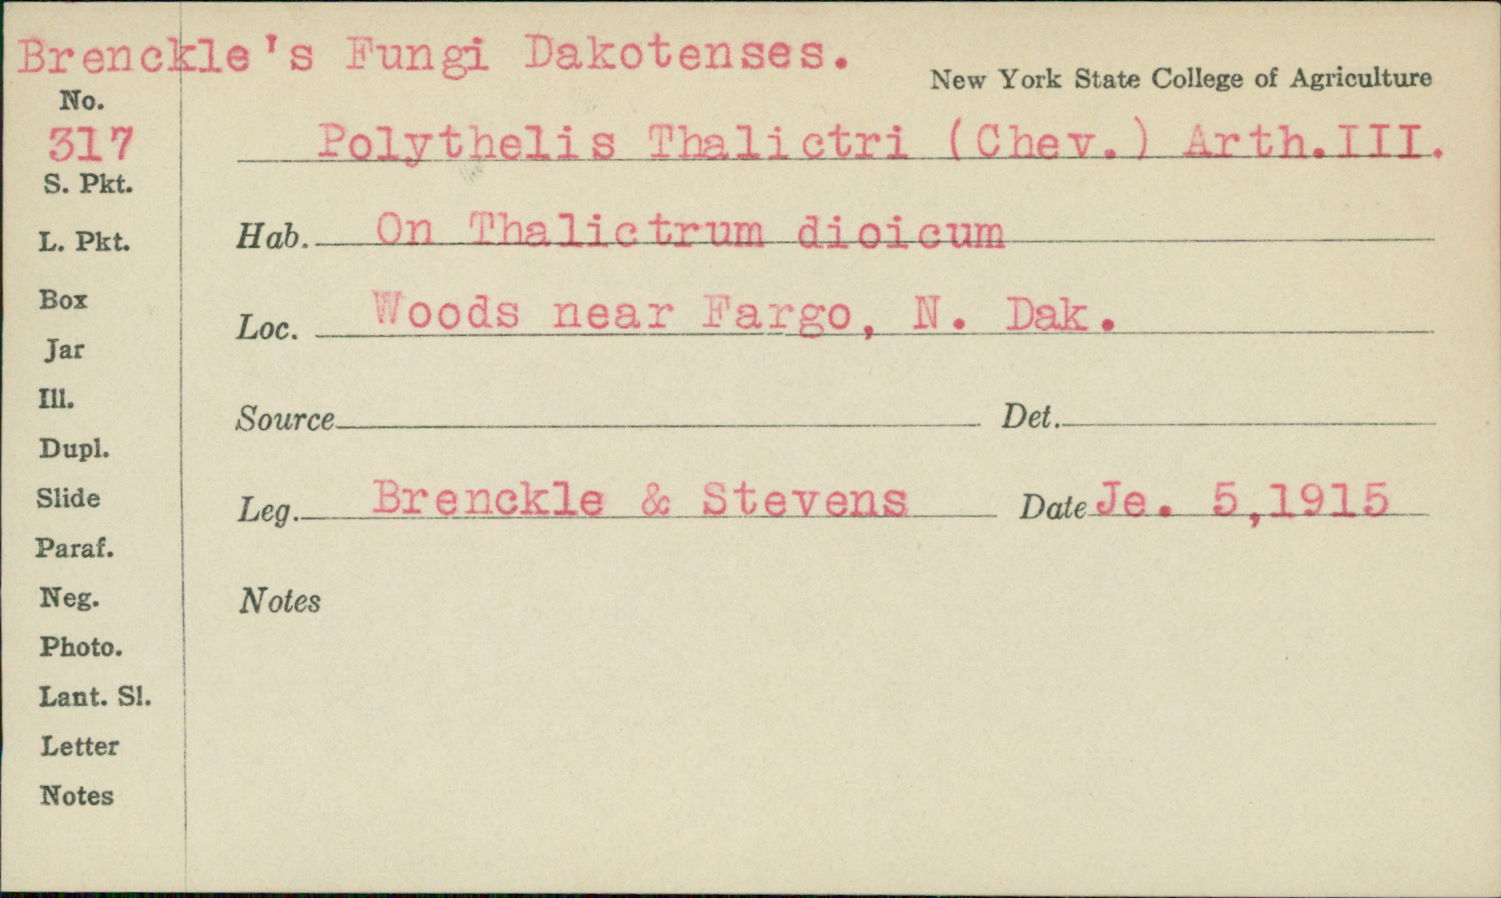 Brenckle's Fungi Dakotenses.
New York State College of Agriculture
No.
317
Polythelis Thalictri (Chev.) Arth.III.
S. Pkt.
L. Pkt.
Hab. On Thalictrum dioicum
Box
Loc. Woods near Fargo, N. Dak.
Jar
Ill.
Source Det.
Dupl.
Slide
Leg. Brenckle & Stevens Date Je. 5,1915
Paraf.
Neg.
Notes
Photo.
Lant. Sl.
Letter
Notes